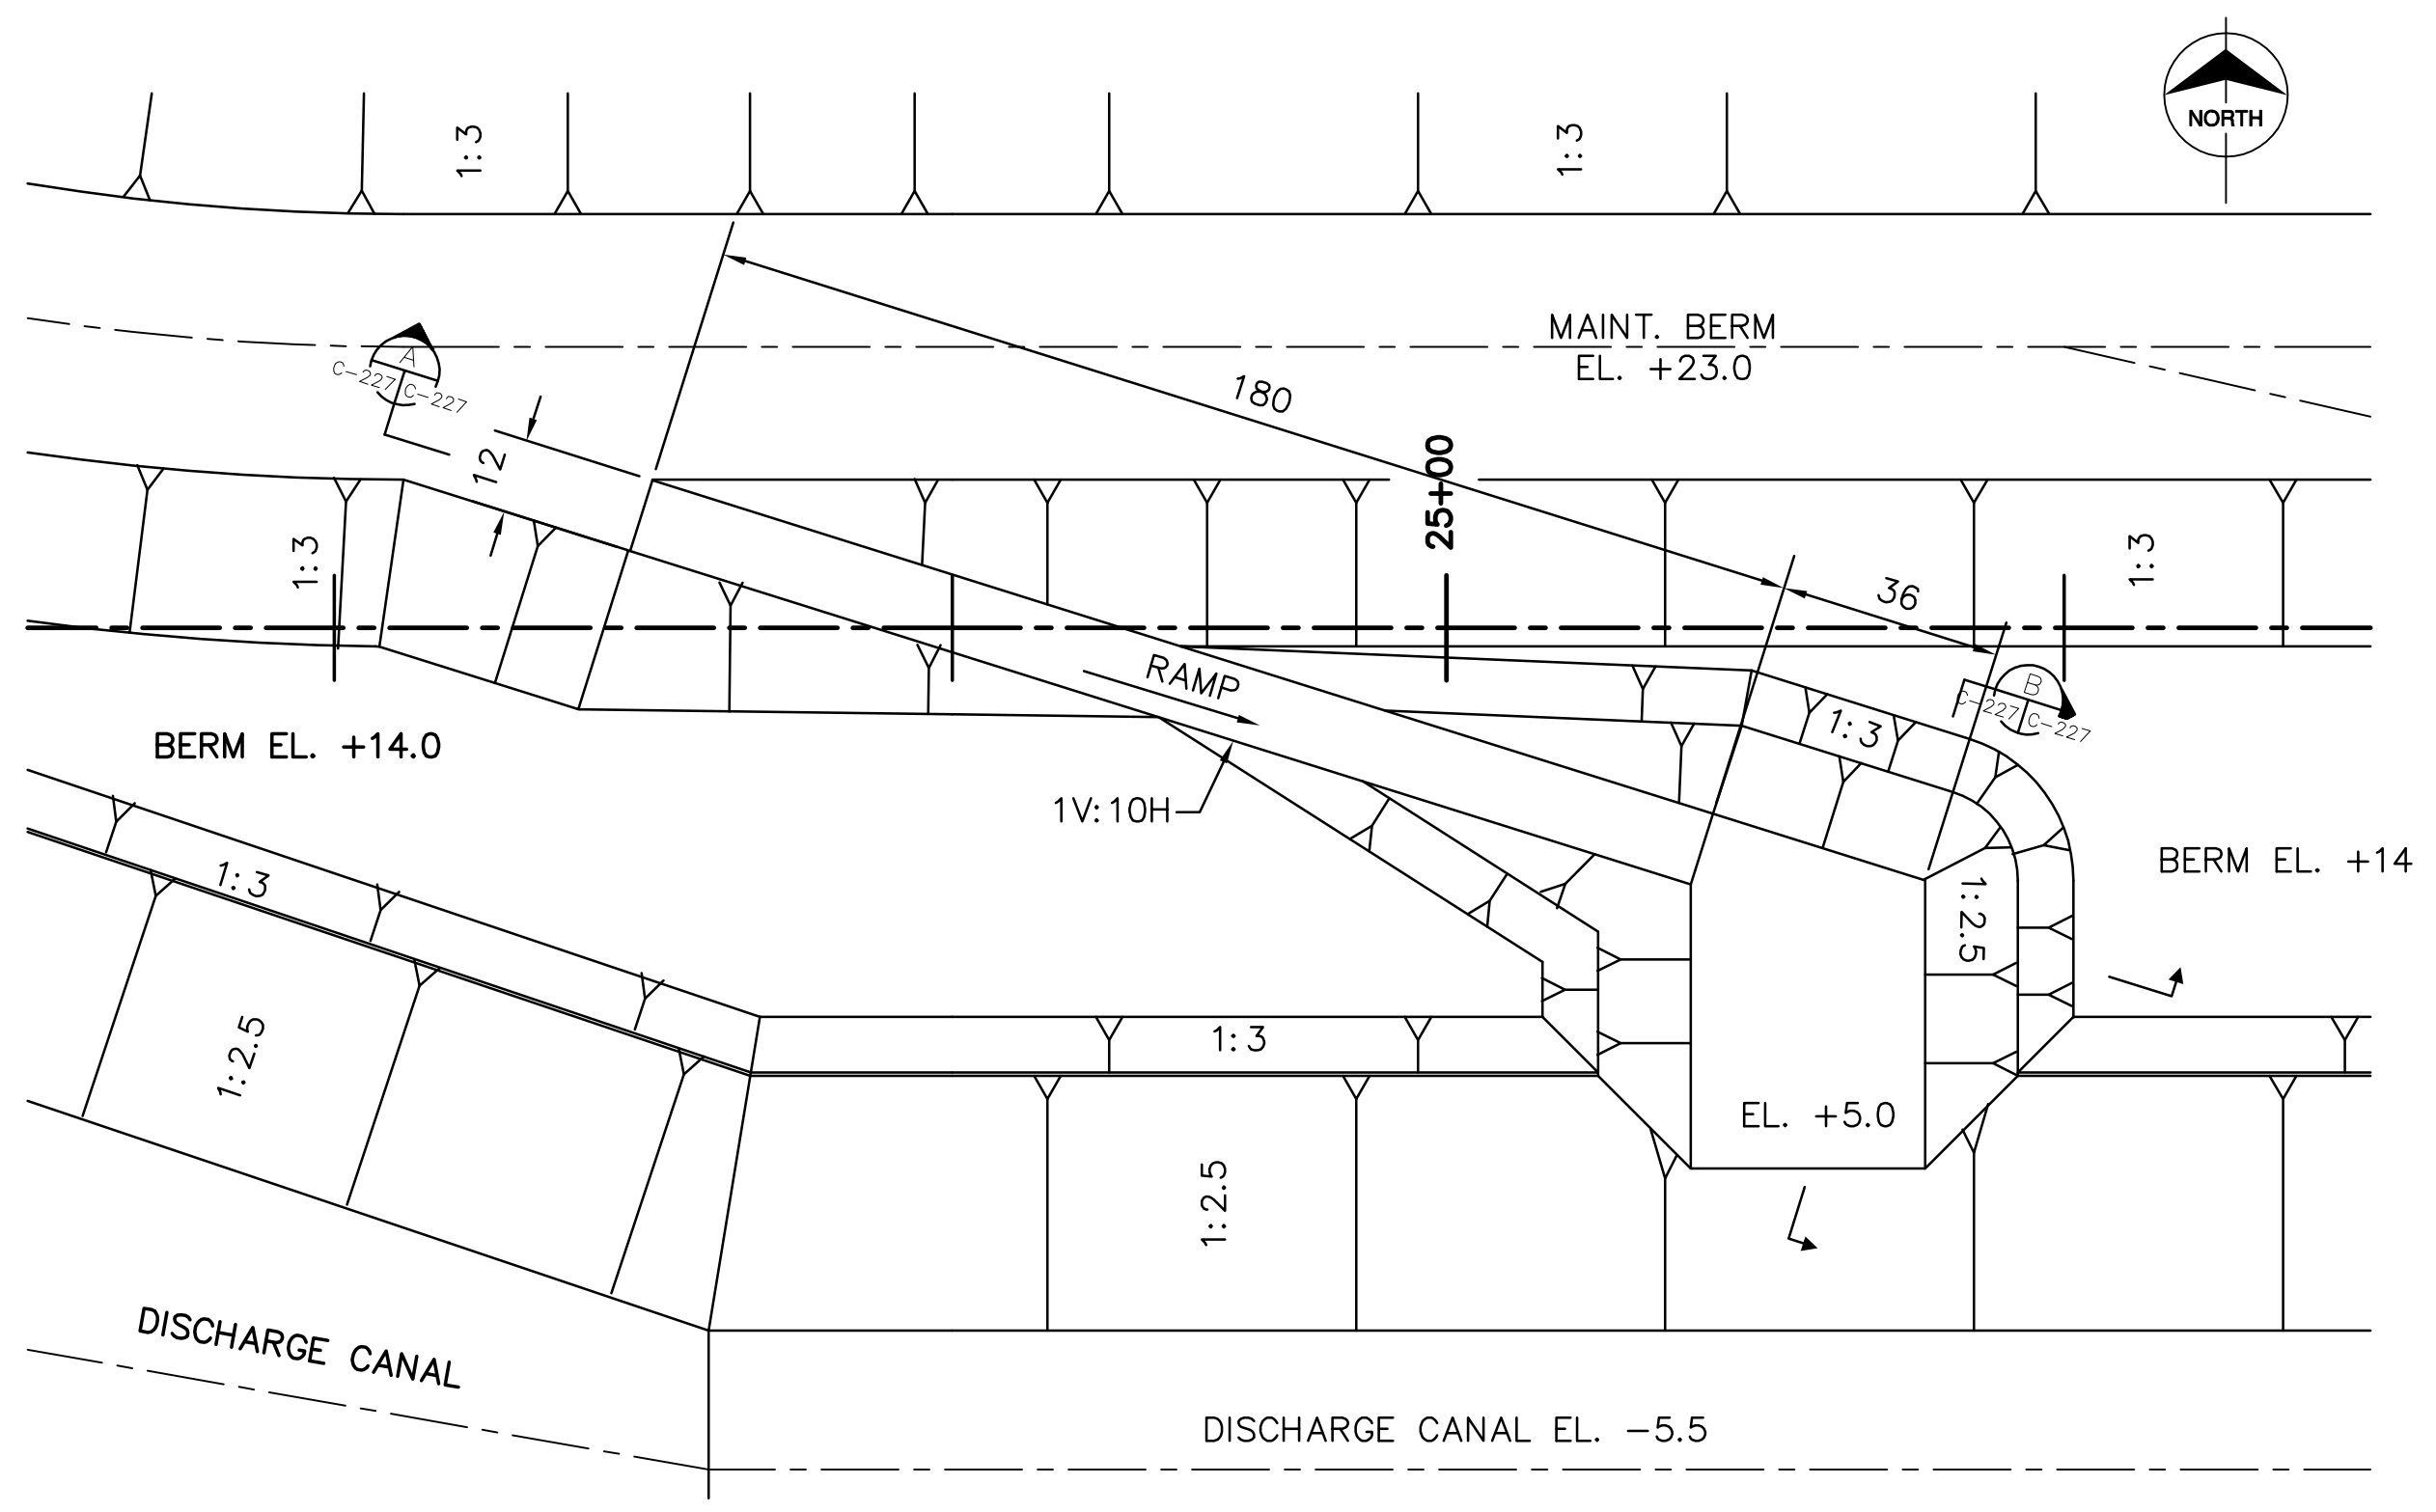 NORTH
1:3
1:3
MAINT. BERM
EL. +23.0
A
C-227
C-227
180
12
25+00
1:3
1:3
36
B
C-227
C-227
RAMP
1:3
BERM EL. +14.0
1V:10H
BERM EL. +14
1:3
1:2.5
1:2.5
1:3
EL. +5.0
1:2.5
DISCHARGE CANAL
DISCHARGE CANAL EL. -5.5